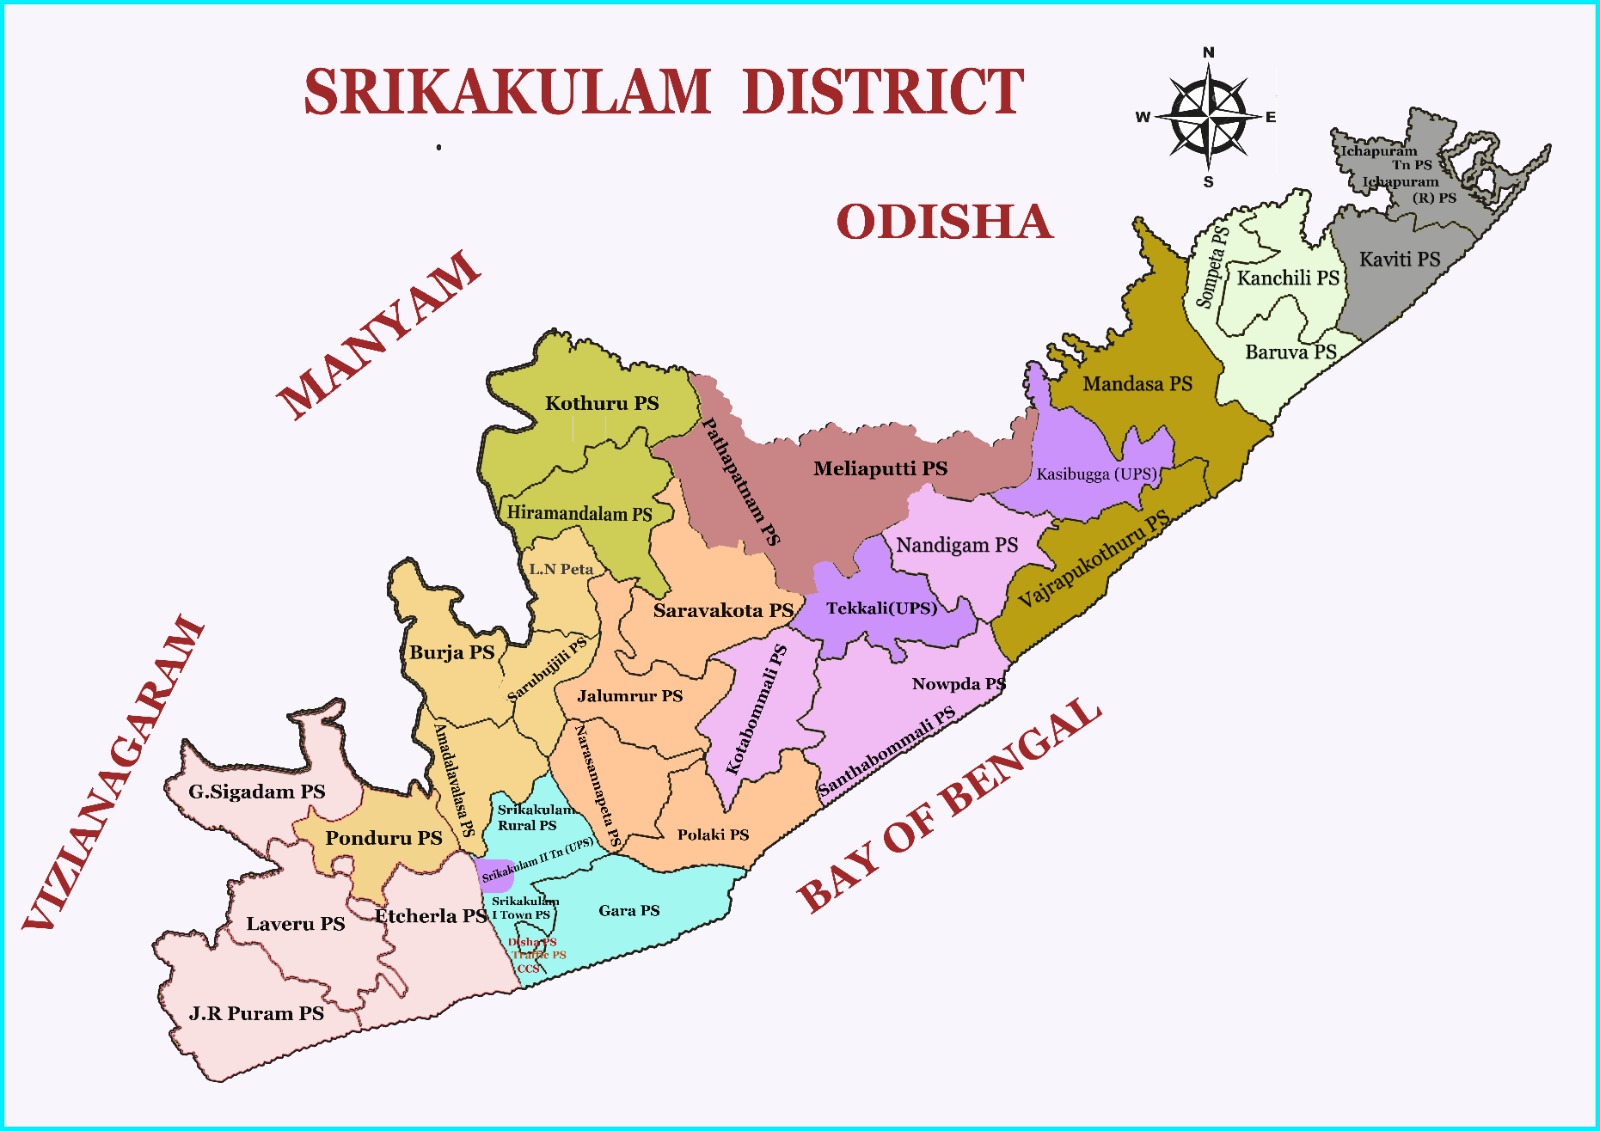 SRIKAKULAM DISTRICT
N
W
E
S
ODISHA
MANYAM
VIZIANAGARAM
BAY OF BENGAL
Ichapuram
Tn PS
Ichapuram
(R) PS
Kaviti PS
Sompeta PS
Kanchili PS
Baruva PS
Mandasa PS
Kasibugga (UPS)
Vajrapukothuru PS
Kothuru PS
Pathapatnam PS
Meliaputti PS
Hiramandalam PS
Nandigam PS
L.N Peta
Saravakota PS
Tekkali(UPS)
Burja PS
Sarubujjili PS
Jalumrur PS
Kotabommali PS
Nowpda PS
Santhabommali PS
Amadalavalasa PS
Narasannapeta PS
Polaki PS
G.Sigadam PS
Ponduru PS
Srikakulam
Rural PS
Srikakulam II Tn (UPS)
Srikakulam
I Town PS
Gara PS
Disha PS
Traffic PS
CCS
Laveru PS
Etcherla PS
J.R Puram PS